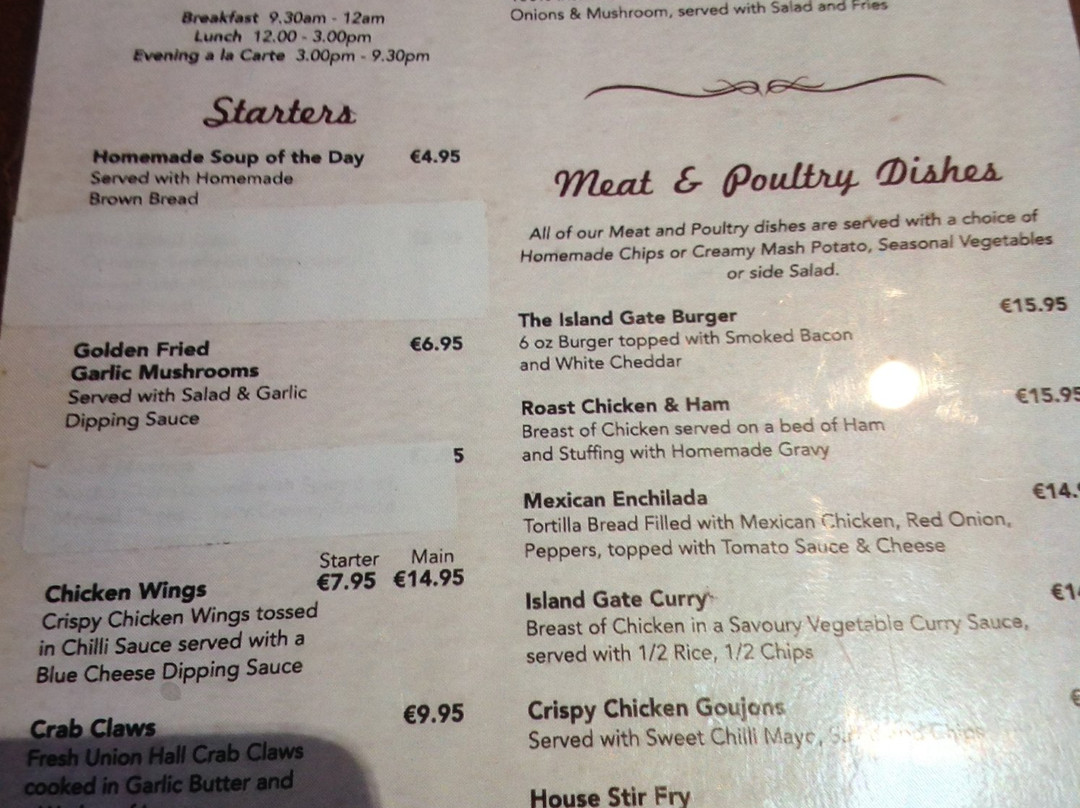 Breakfast 9.30am - 12am
Lunch 12.00 - 3.00pm
Evening a la Carte 3.00pm - 9.30pm
Starters
Homemade Soup of the Day €4.95
Served with Homemade
Brown Bread
Golden Fried €6.95
Garlic Mushrooms
Served with Salad & Garlic
Dipping Sauce
5
Starter Main
Chicken Wings €7.95 €14.95
Crispy Chicken Wings tossed
in Chilli Sauce served with a
Blue Cheese Dipping Sauce
Crab Claws €9.95
Fresh Union Hall Crab Claws
cooked in Garlic Butter and
Onions & Mushroom, served with Salad and Fries
Meat & Poultry Dishes
All of our Meat and Poultry dishes are served with a choice of
Homemade Chips or Creamy Mash Potato, Seasonal Vegetables
or side Salad.
The Island Gate Burger €15.95
6 oz Burger topped with Smoked Bacon
and White Cheddar
Roast Chicken & Ham €15.95
Breast of Chicken served on a bed of Ham
and Stuffing with Homemade Gravy
Mexican Enchilada €14.
Tortilla Bread Filled with Mexican Chicken, Red Onion,
Peppers, topped with Tomato Sauce & Cheese
Island Gate Curry €1
Breast of Chicken in a Savoury Vegetable Curry Sauce,
served with 1/2 Rice, 1/2 Chips
Crispy Chicken Goujons €
Served with Sweet Chilli Mayo, and Chips
House Stir Fry